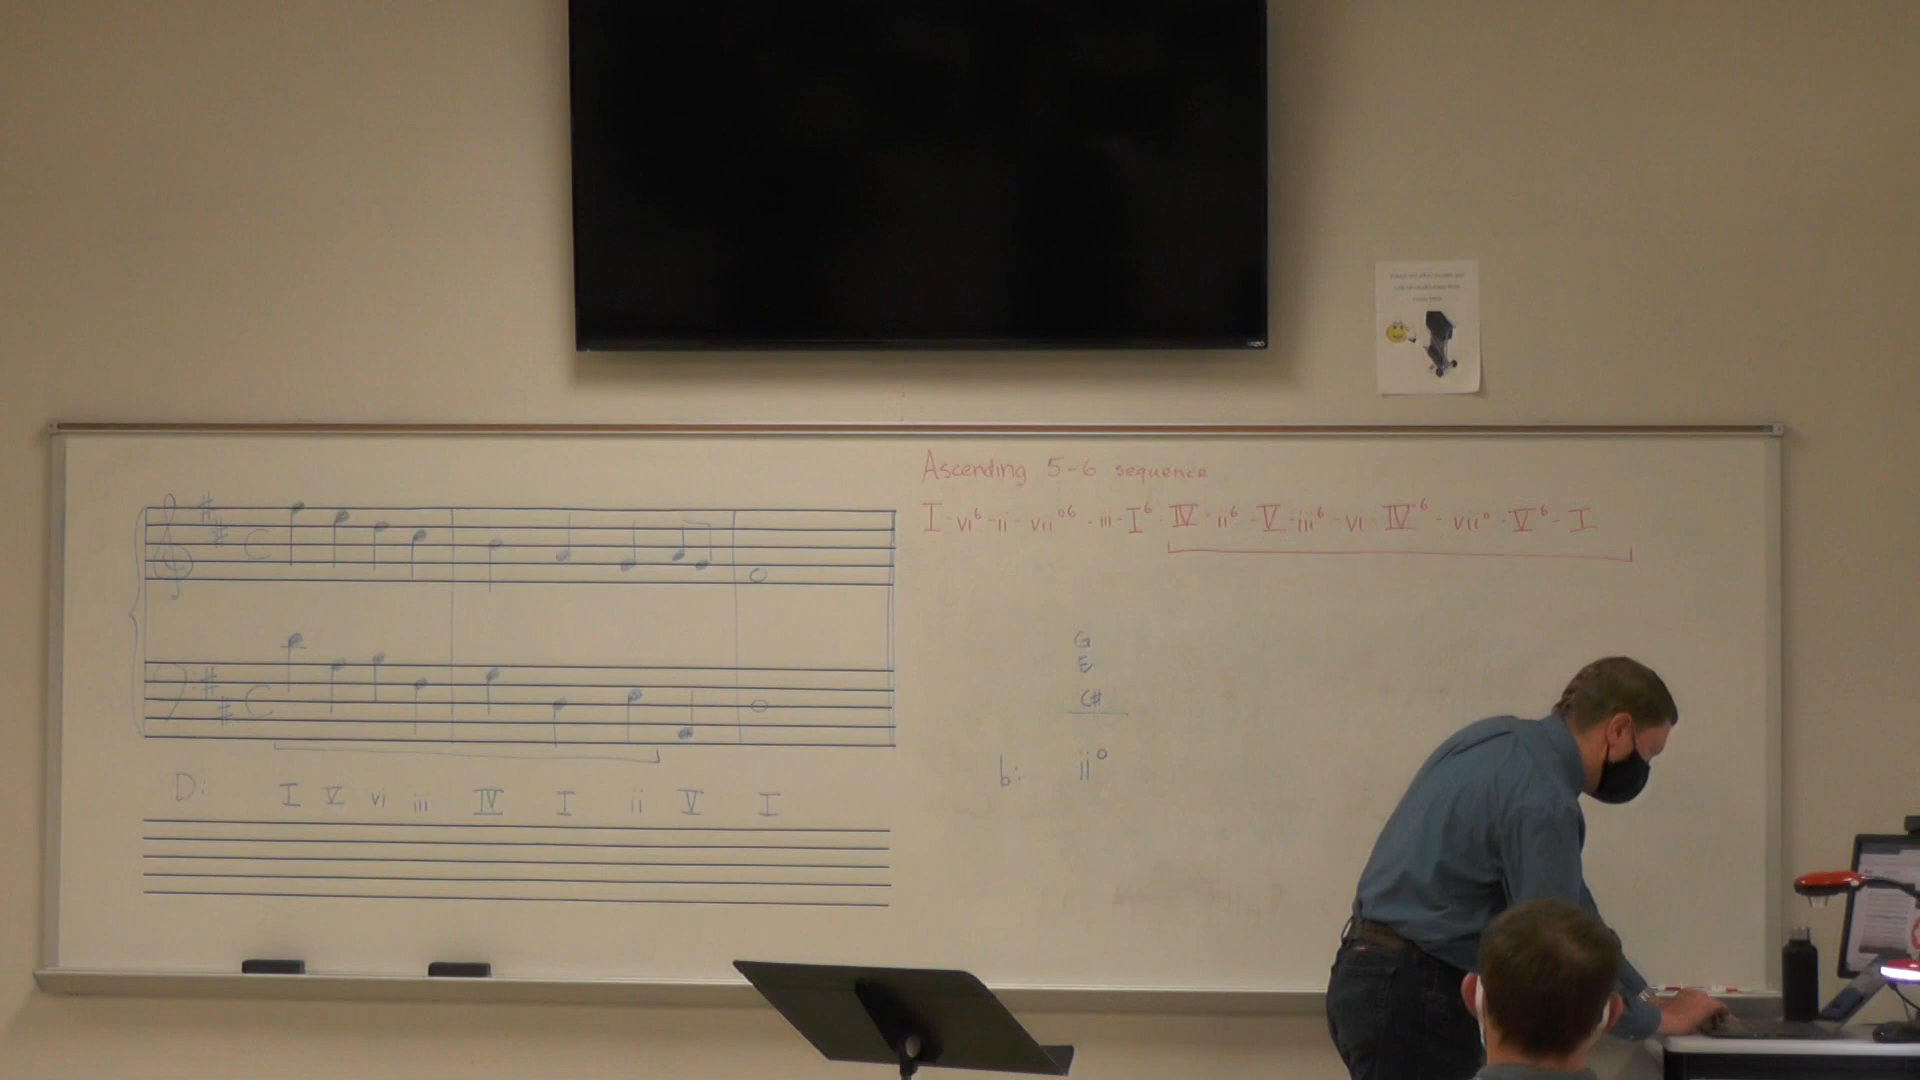 Ascending 5-6 sequence
I - vi⁶ - ii - vii°⁶ - iii - I⁶ - IV - ii⁶ - V - iii⁶ - vi - IV⁶ - vii° - V⁶ - I
C
G
E
C#
C
b: ii°
D: I V vi iii IV I ii V I
VIZIO